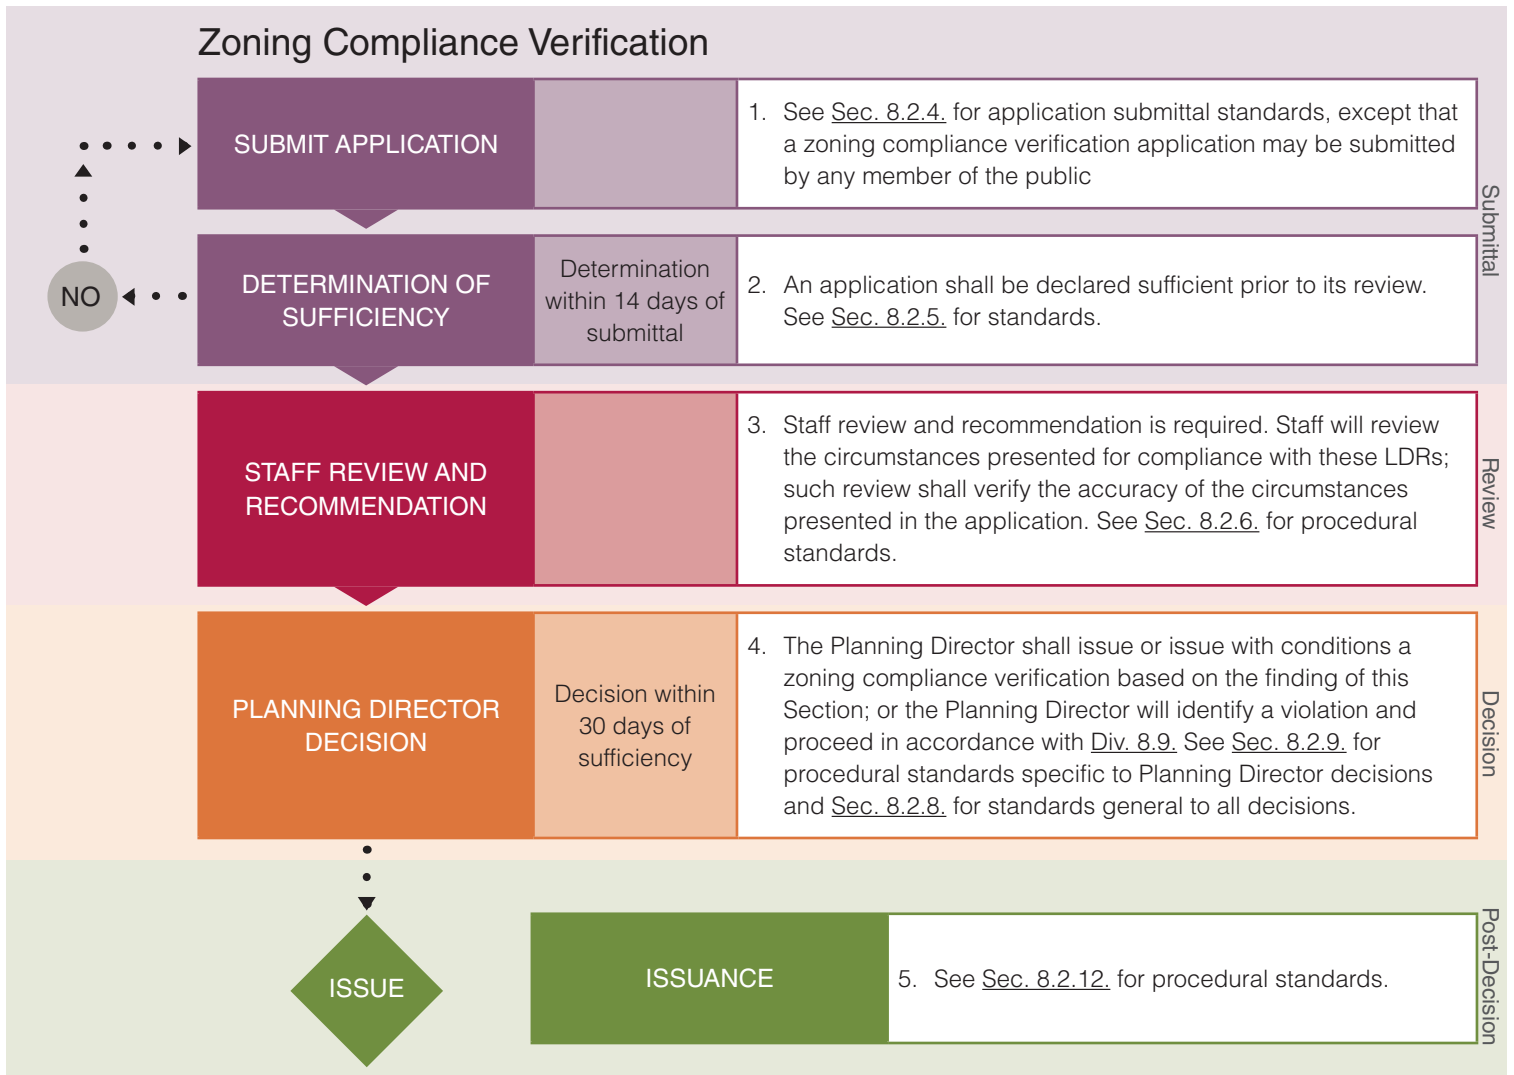 Zoning Compliance Verification
SUBMIT APPLICATION
1. See Sec. 8.2.4. for application submittal standards, except that
a zoning compliance verification application may be submitted
by any member of the public
Submittal
NO
DETERMINATION OF
SUFFICIENCY
Determination
within 14 days of
submittal
2. An application shall be declared sufficient prior to its review.
See Sec. 8.2.5. for standards.
STAFF REVIEW AND
RECOMMENDATION
3. Staff review and recommendation is required. Staff will review
the circumstances presented for compliance with these LDRs;
such review shall verify the accuracy of the circumstances
presented in the application. See Sec. 8.2.6. for procedural
standards.
Review
PLANNING DIRECTOR
DECISION
Decision within
30 days of
sufficiency
4. The Planning Director shall issue or issue with conditions a
zoning compliance verification based on the finding of this
Section; or the Planning Director will identify a violation and
proceed in accordance with Div. 8.9. See Sec. 8.2.9. for
procedural standards specific to Planning Director decisions
and Sec. 8.2.8. for standards general to all decisions.
Decision
ISSUE
ISSUANCE
5. See Sec. 8.2.12. for procedural standards.
Post-Decision